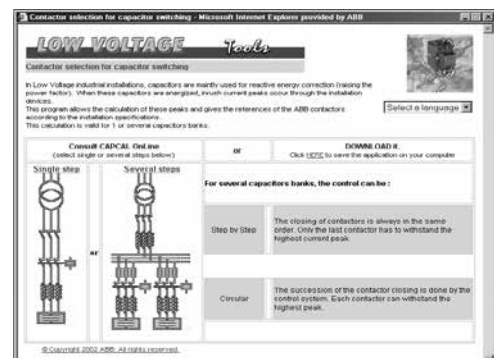 Contactor selection for capacitor switching - Microsoft Internet Explorer provided by ABB
LOW VOLTAGE Tools
Contactor selection for capacitor switching
In Low Voltage industrial installations, capacitors are mainly used for reactive energy correction (raising the
power factor). When these capacitors are energized, inrush current peaks occur through the installation
devices.
This program allows the calculation of these peaks and gives the references of the ABB contactors
according to the installation specifications.
This calculation is valid for 1 or several capacitors banks.
Select a language
Consult CAPCAL OnLine
(select single or several steps below)
or
DOWNLOAD it.
Click HERE to save the application on your computer
Single step
Several steps
or
For several capacitors banks, the control can be :
Step by Step
The closing of contactors is always in the same
order. Only the last contactor has to withstand the
highest current peak.
Circular
The succession of the contactor closing is done by the
control system. Each contactor can withstand the
highest peak.
© Copyright 2002 ABB. All rights reserved.